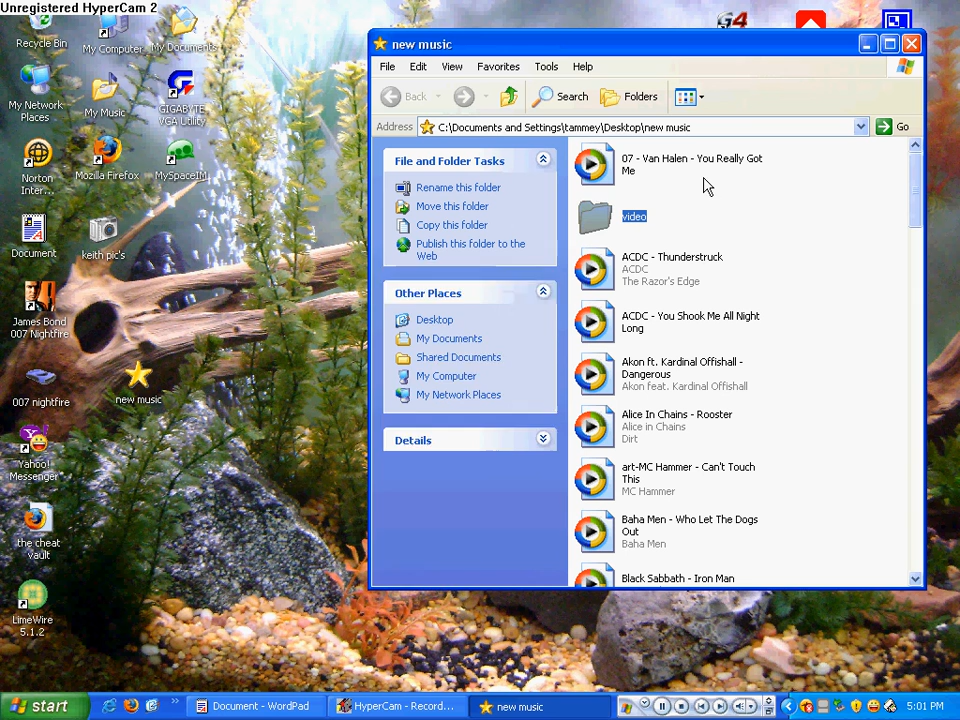 Unregistered HyperCam 2
Recycle Bin
My Computer
My Documents
My Network
Places
My Music
GIGABYTE
VGA Utility
Norton
Inter...
Mozilla Firefox
MySpaceIM
Document
keith pic's
James Bond
007 Nightfire
007 nightfire
new music
Yahoo!
Messenger
the cheat
vault
LimeWire
5.1.2
G4
new music
File Edit View Favorites Tools Help
Back Search Folders
Address C:\Documents and Settings\tammey\Desktop\new music Go
File and Folder Tasks
Rename this folder
Move this folder
Copy this folder
Publish this folder to the
Web
Other Places
Desktop
My Documents
Shared Documents
My Computer
My Network Places
Details
07 - Van Halen - You Really Got
Me
video
ACDC - Thunderstruck
ACDC
The Razor's Edge
ACDC - You Shook Me All Night
Long
Akon ft. Kardinal Offishall -
Dangerous
Akon feat. Kardinal Offishall
Alice In Chains - Rooster
Alice in Chains
Dirt
art-MC Hammer - Can't Touch
This
MC Hammer
Baha Men - Who Let The Dogs
Out
Baha Men
Black Sabbath - Iron Man
start
Document - WordPad
HyperCam - Record...
new music
5:01 PM